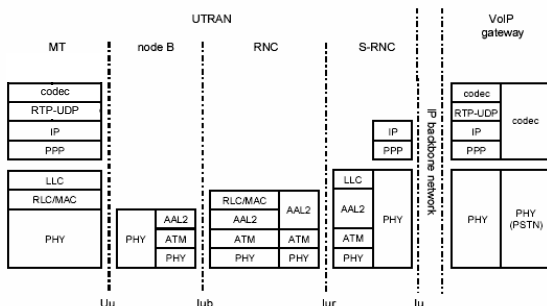 UTRAN
VoIP
gateway
MT
node B
RNC
S-RNC
codec
RTP-UDP
IP
PPP
LLC
RLC/MAC
PHY
PHY
AAL2
ATM
PHY
RLC/MAC
AAL2
ATM
PHY
AAL2
ATM
PHY
IP
PPP
LLC
AAL2
ATM
PHY
PHY
IP backbone network
codec
RTP-UDP
IP
PPP
codec
PHY
PHY
(PSTN)
Uu
Iub
Iur
Iu